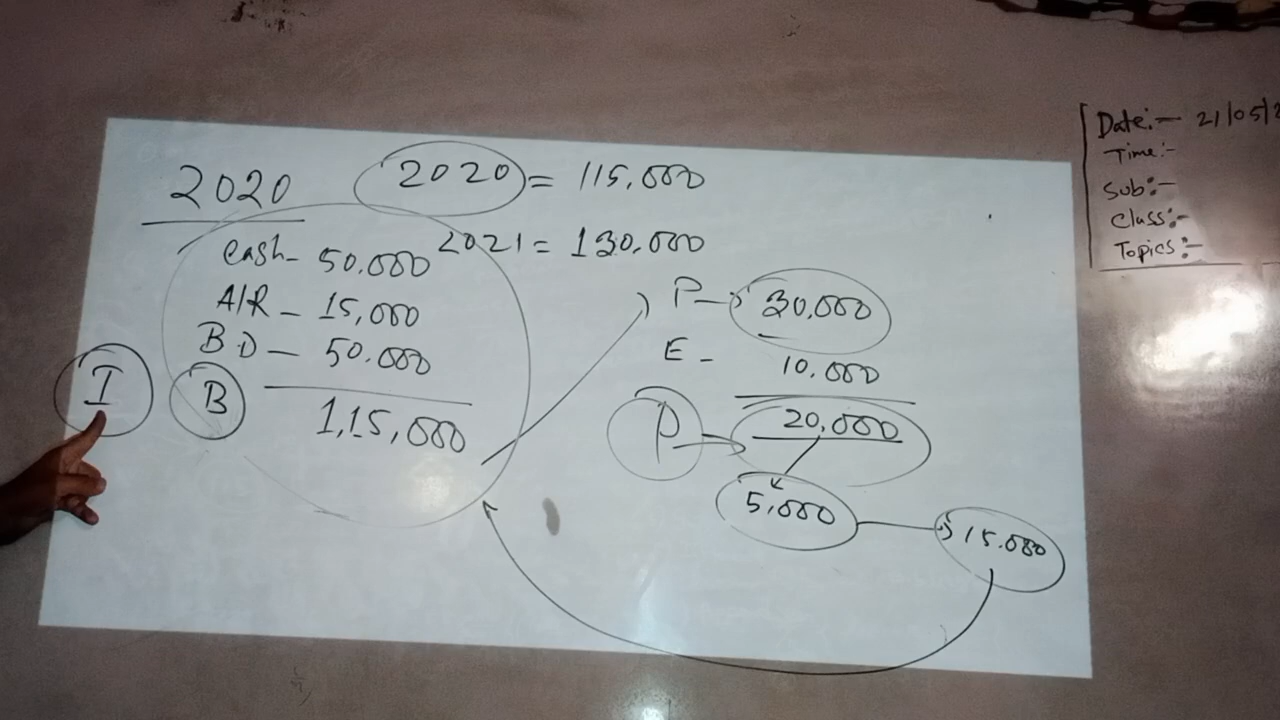 2020
2020 = 115,000
2021 = 130.000
Cash - 50.000
A/R - 15,000
B.D - 50.000
1,15,000
I
B
P → 30,000
E - 10.000
P → 20,000
5,000 → 15.000
Date:- 21/05/2
Time:-
Sub:-
Class:-
Topics:-